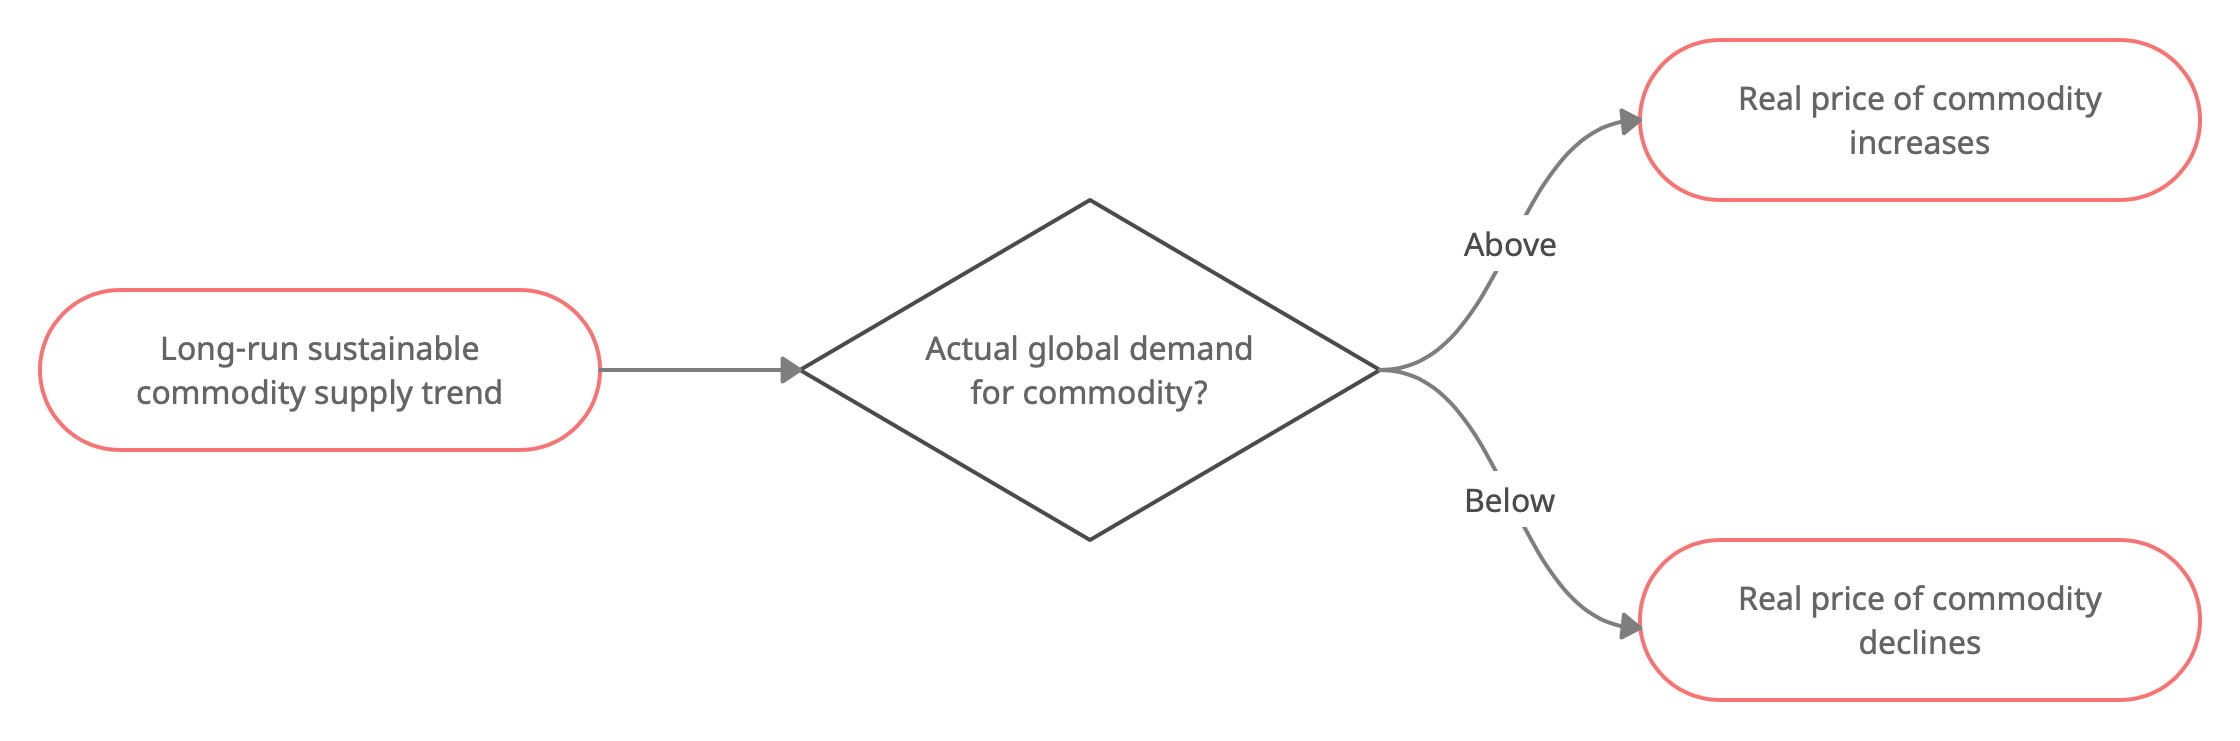 Long-run sustainable
commodity supply trend
Actual global demand
for commodity?
Above
Real price of commodity
increases
Below
Real price of commodity
declines